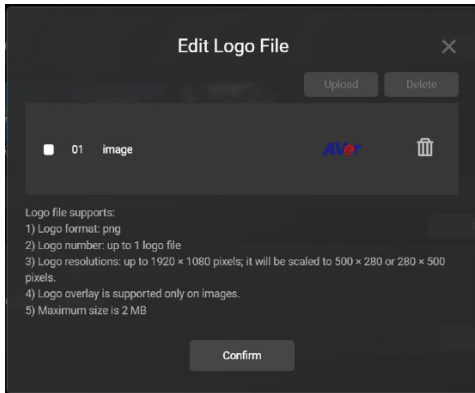 Edit Logo File
Upload
Delete
01 image AVer
Logo file supports:
1) Logo format: png
2) Logo number: up to 1 logo file
3) Logo resolutions: up to 1920 × 1080 pixels; it will be scaled to 500 × 280 or 280 × 500
pixels.
4) Logo overlay is supported only on images.
5) Maximum size is 2 MB
Confirm